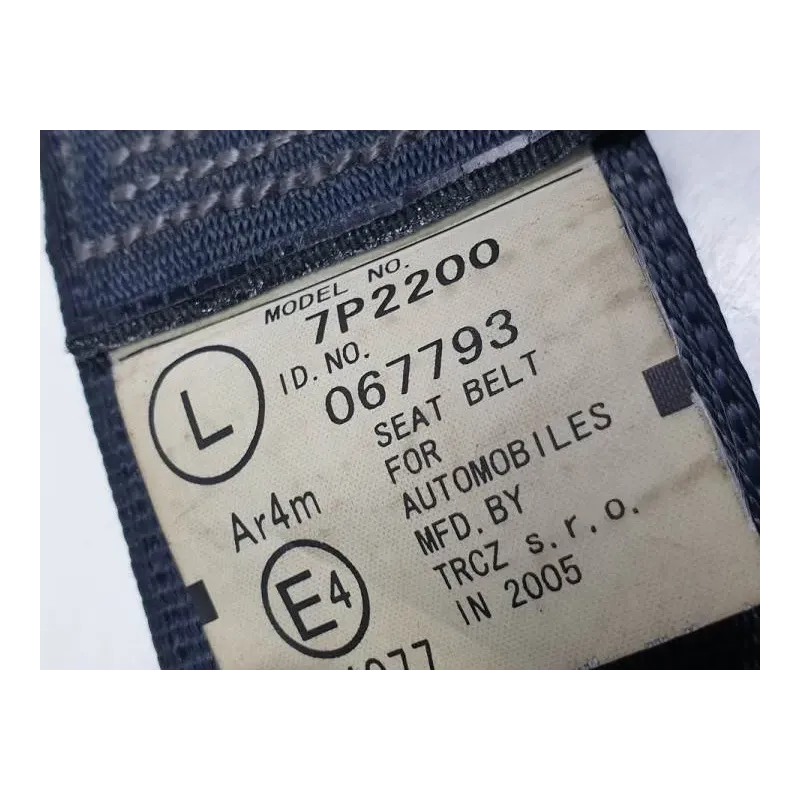 MODEL NO.
7P2200
L
ID. NO.
067793
SEAT BELT
FOR
AUTOMOBILES
MFD. BY
TRCZ s.r.o.
IN 2005
Ar4m
E4